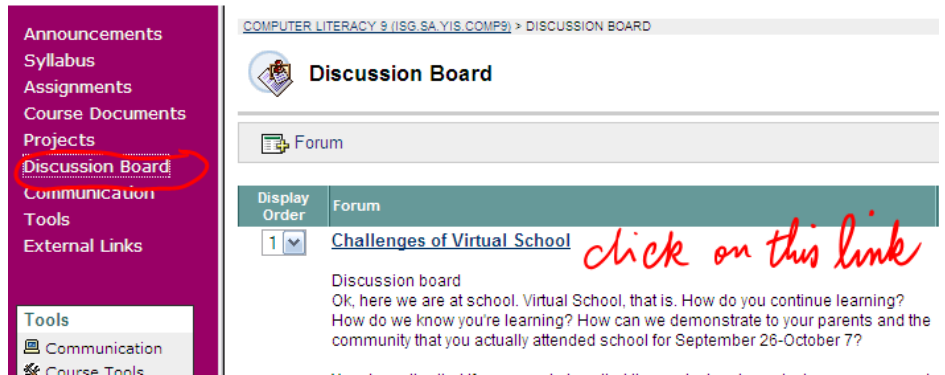 Announcements
Syllabus
Assignments
Course Documents
Projects
Discussion Board
Communication
Tools
External Links
Tools
Communication
Course Tools
COMPUTER LITERACY 9 (ISG.SA.YIS.COMP9) > DISCUSSION BOARD
Discussion Board
Forum
Display Order Forum
1 Challenges of Virtual School click on this link
Discussion board
Ok, here we are at school. Virtual School, that is. How do you continue learning?
How do we know you're learning? How can we demonstrate to your parents and the
community that you actually attended school for September 26-October 7?